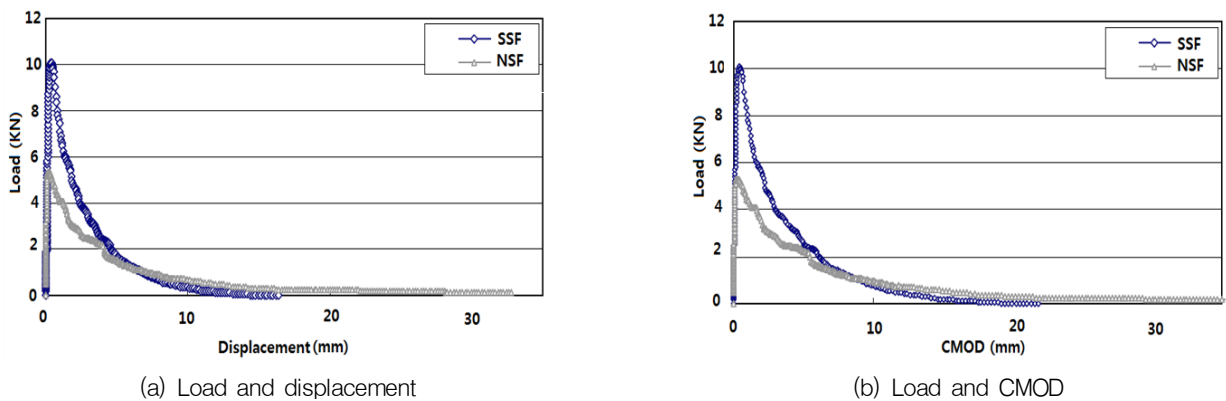 12
10
8
6
4
2
0
Load (KN)
0 10 20 30
Displacement (mm)
SSF
NSF
(a) Load and displacement
12
10
8
6
4
2
0
Load (KN)
0 10 20 30
CMOD (mm)
SSF
NSF
(b) Load and CMOD